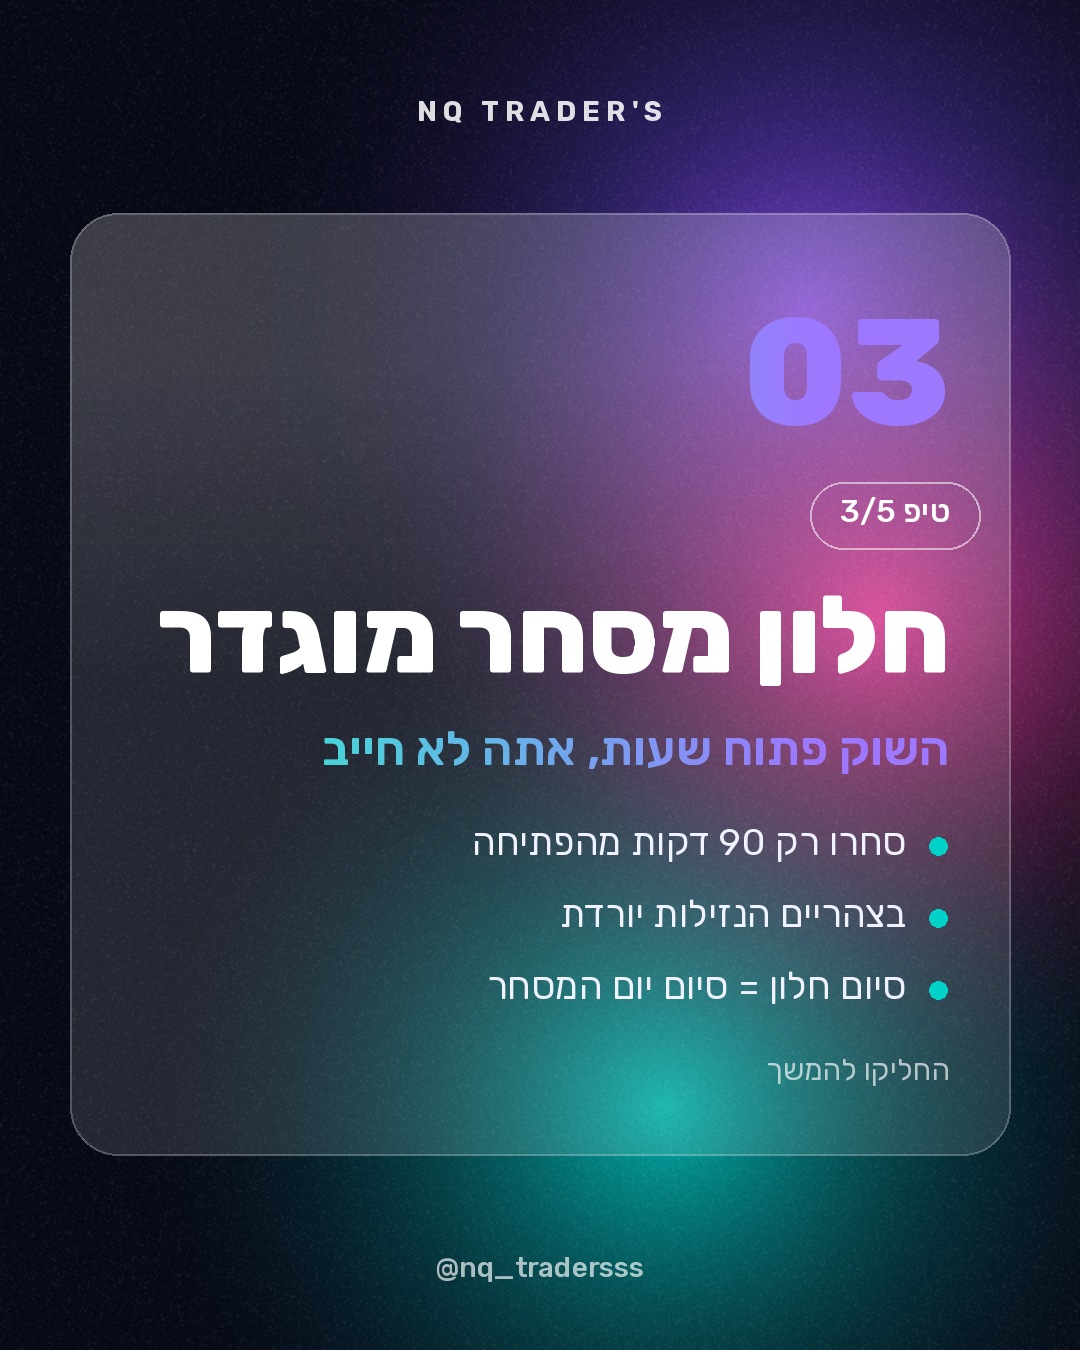 NQ TRADER'S
03
טיפ 3/5
חלון מסחר מוגדר
השוק פתוח שעות, אתה לא חייב
סחרו רק 90 דקות מהפתיחה
בצהריים הנזילות יורדת
סיום חלון = סיום יום המסחר
החליקו להמשך
@nq_tradersss